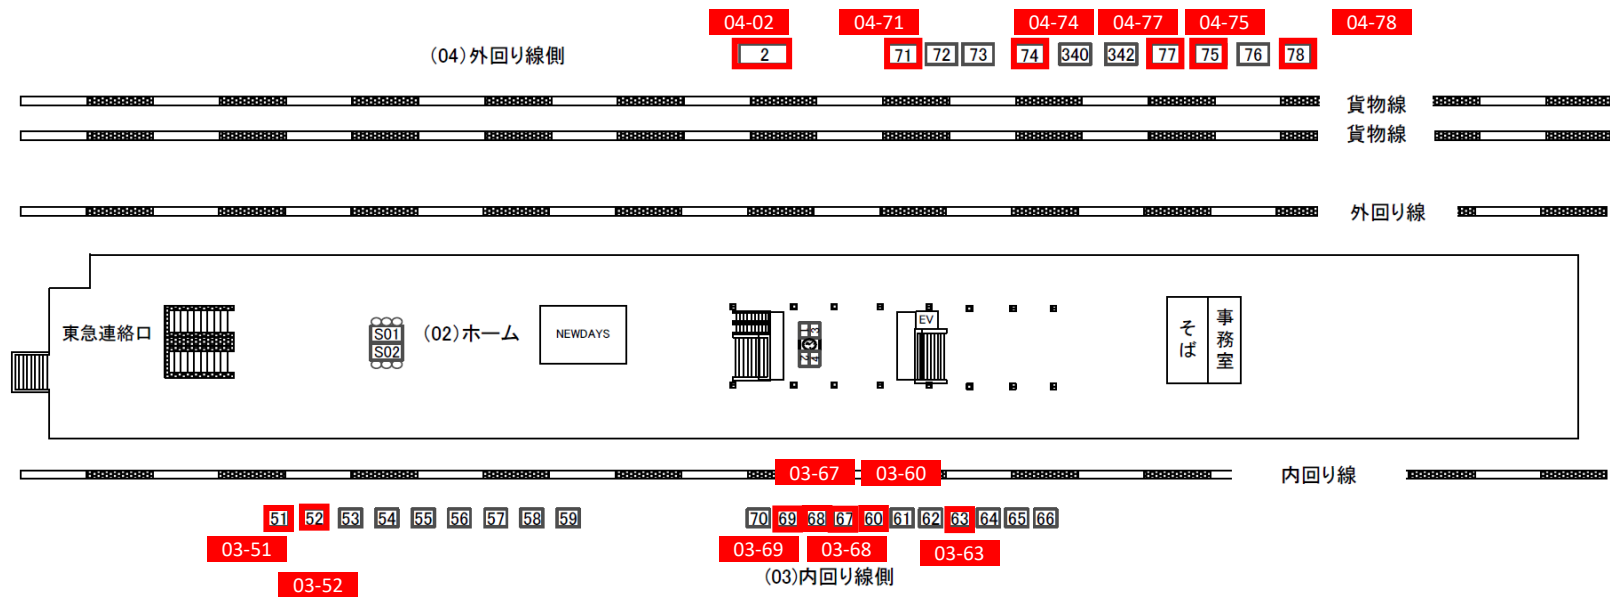 04-02 04-71 04-74 04-77 04-75 04-78
(04)外回り線側 2 71 72 73 74 340 342 77 75 76 78
貨物線
貨物線
外回り線
東急連絡口 S01 (02)ホーム NEWDAYS EV そば 事務室
S02
1 3
2 4
内回り線
03-67 03-60
51 52 53 54 55 56 57 58 59 70 69 68 67 60 61 62 63 64 65 66
03-51 03-69 03-68 03-63
03-52 (03)内回り線側